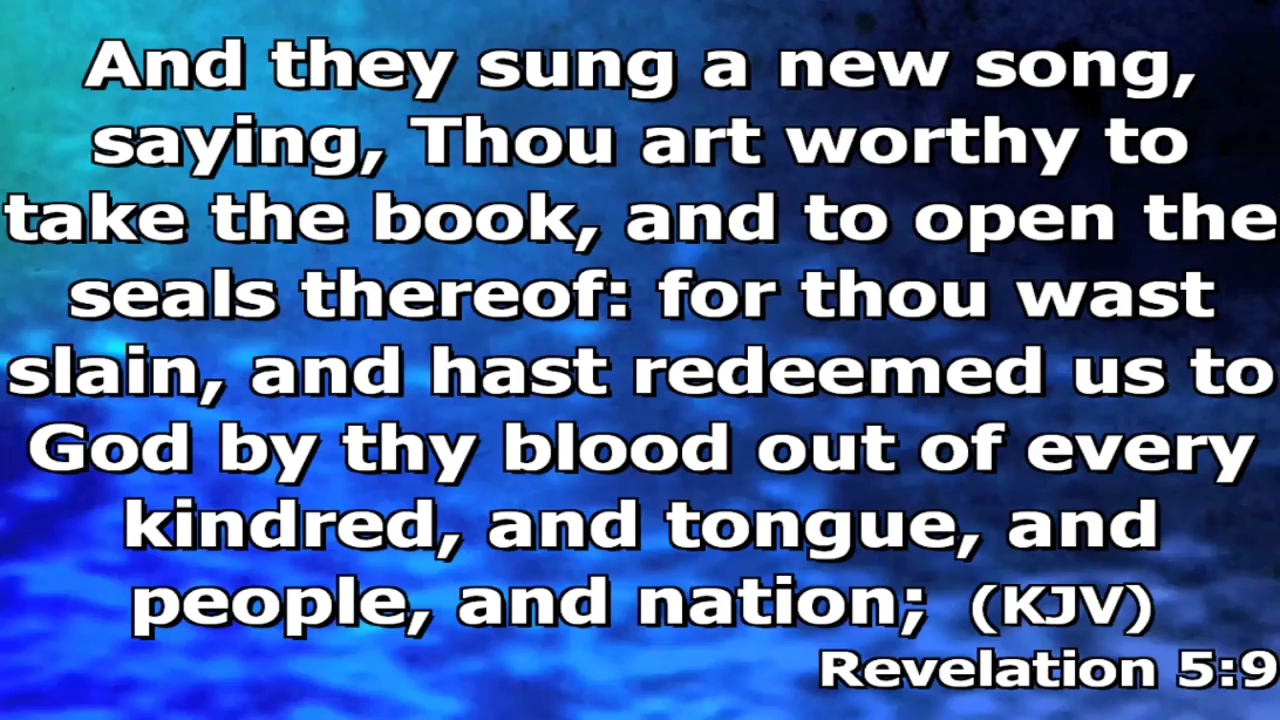 And they sung a new song,
saying, Thou art worthy to
take the book, and to open the
seals thereof: for thou wast
slain, and hast redeemed us to
God by thy blood out of every
kindred, and tongue, and
people, and nation; (KJV)
Revelation 5:9